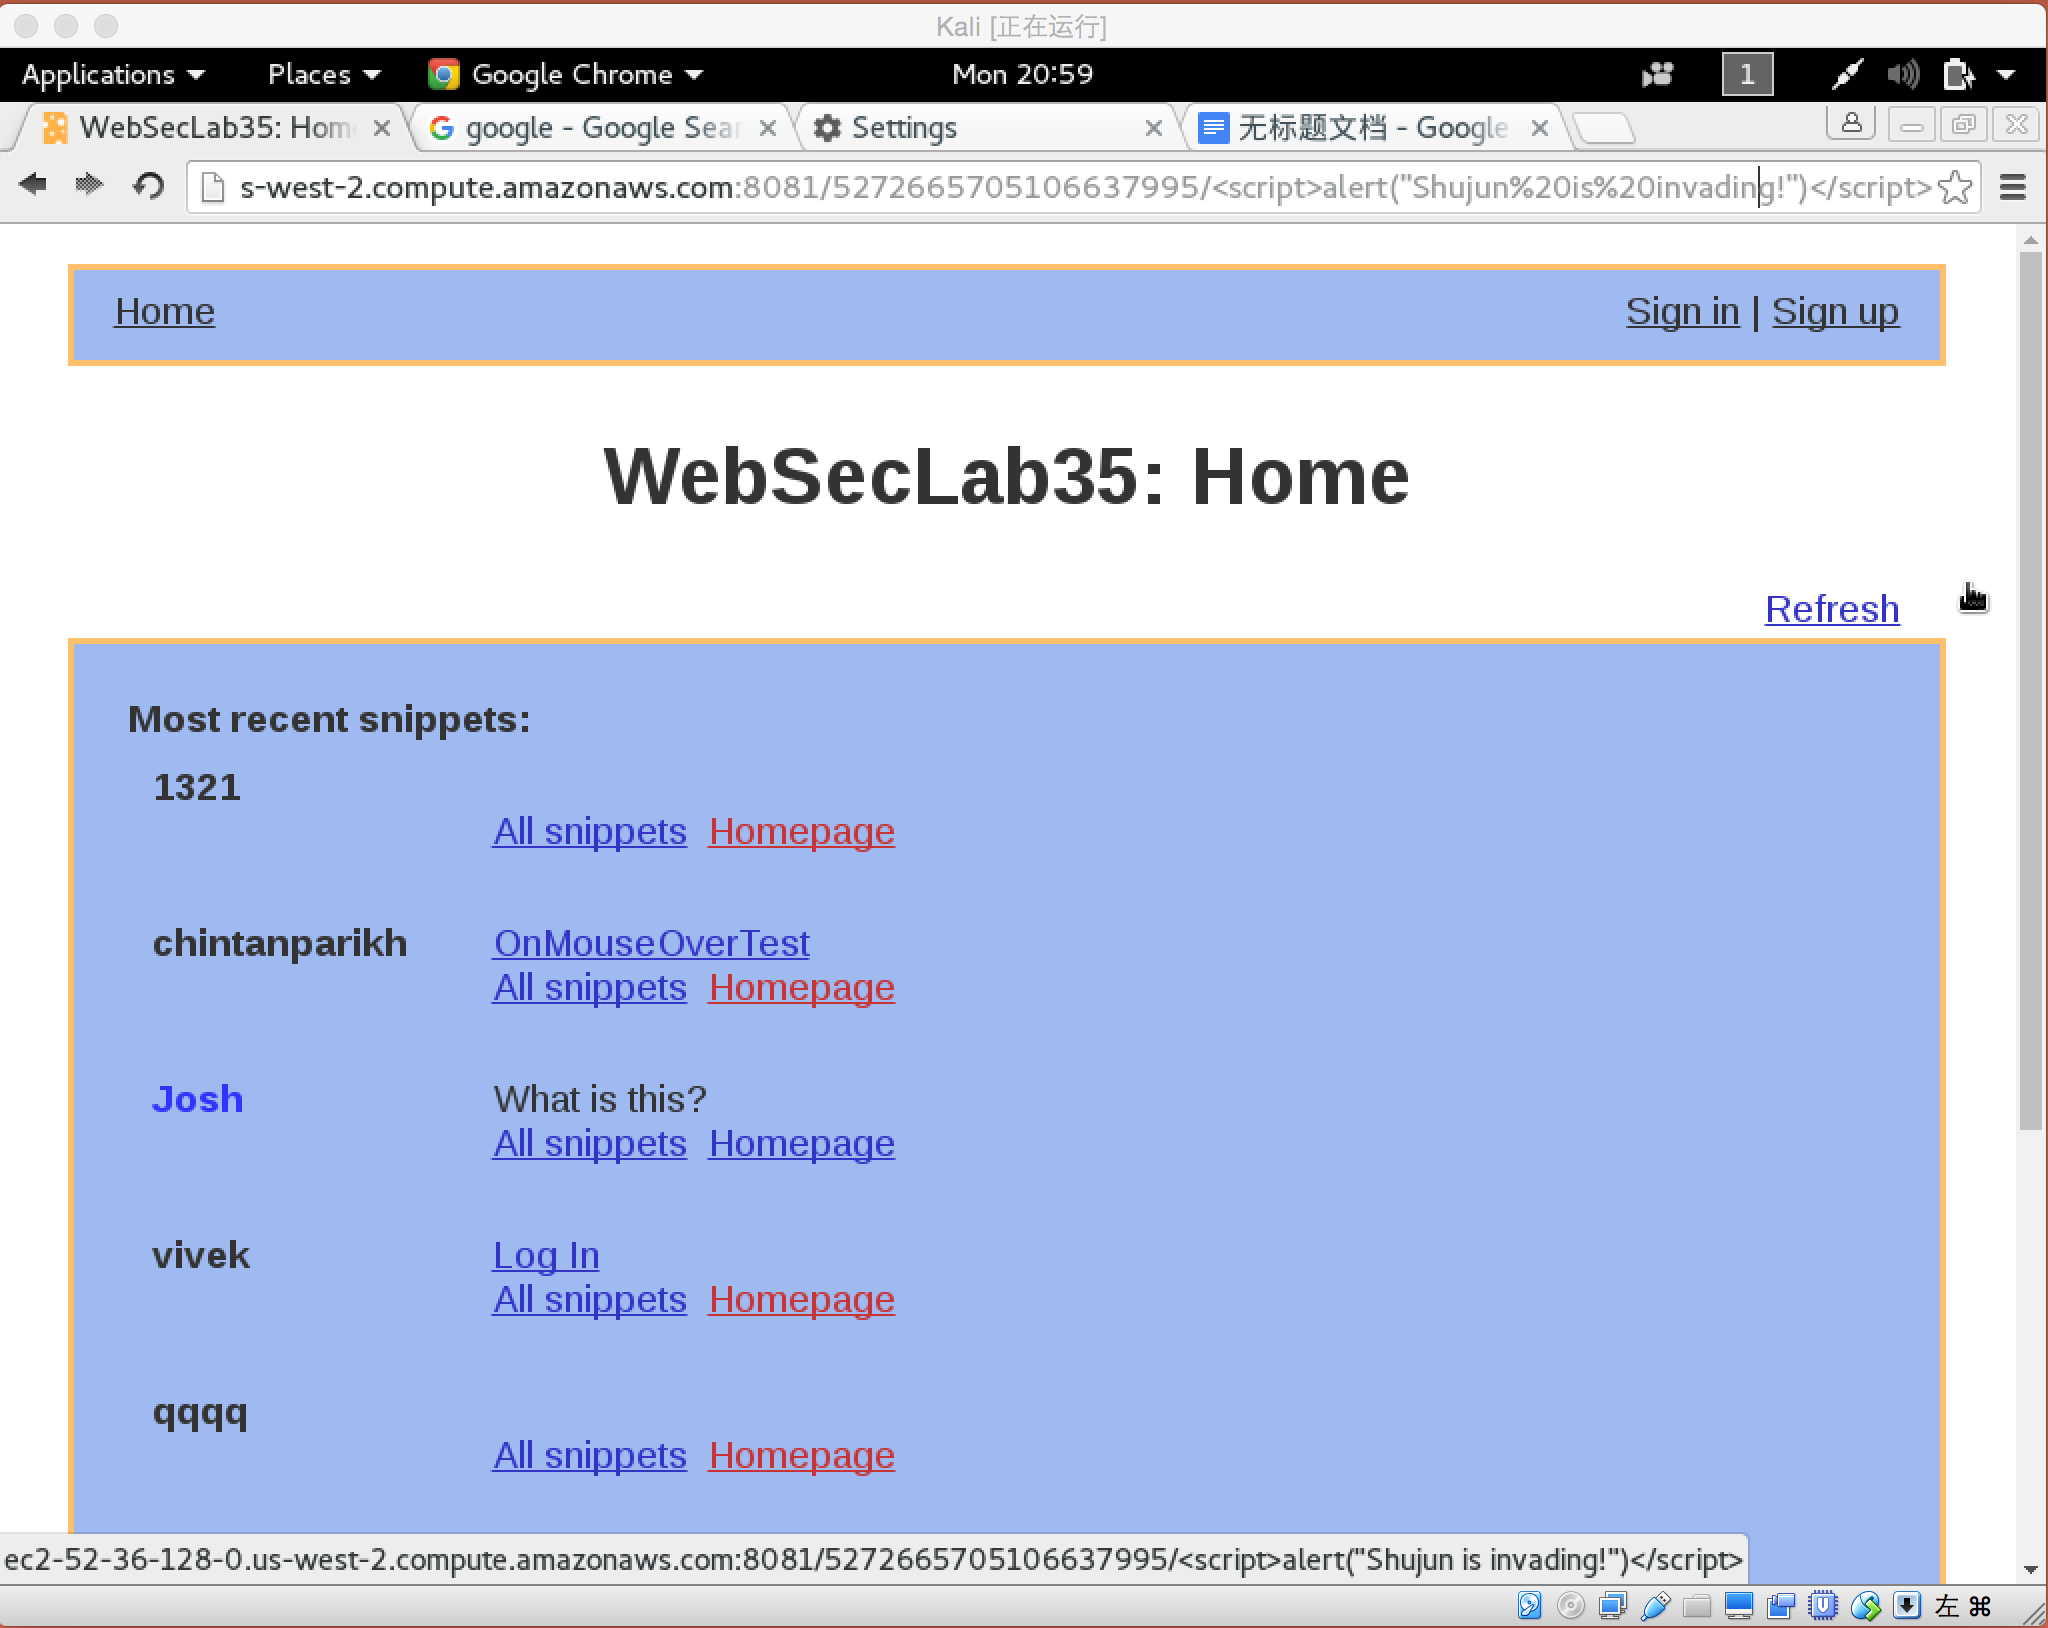 Kali [正在运行]
Applications Places Google Chrome Mon 20:59 1
WebSecLab35: Hom google - Google Sear Settings 无标题文档 - Google
s-west-2.compute.amazonaws.com:8081/5272665705106637995/<script>alert("Shujun%20is%20invading!")</script>
Home Sign in | Sign up
WebSecLab35: Home
Refresh
Most recent snippets:
1321
All snippets Homepage
chintanparikh OnMouseOverTest
All snippets Homepage
Josh What is this?
All snippets Homepage
vivek Log In
All snippets Homepage
qqqq
All snippets Homepage
ec2-52-36-128-0.us-west-2.compute.amazonaws.com:8081/5272665705106637995/<script>alert("Shujun is invading!")</script>
左 ⌘